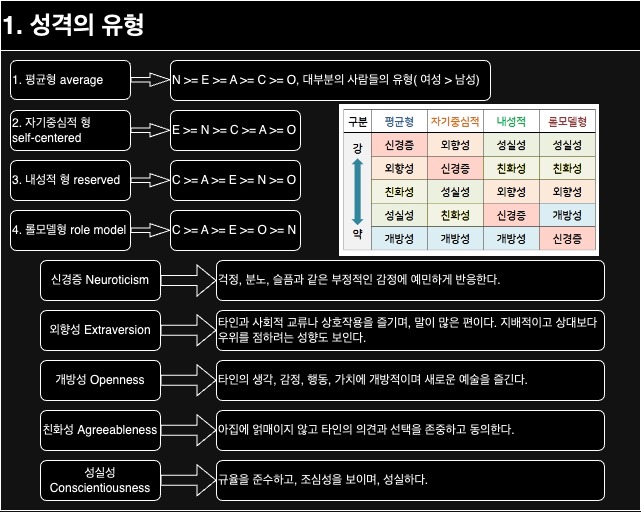 1. 성격의 유형
1. 평균형 average
N >= E >= A >= C >= O, 대부분의 사람들의 유형( 여성 > 남성)
2. 자기중심적 형
self-centered
E >= N >= C >= A >= O
3. 내성적 형 reserved
C >= A >= E >= N >= O
4. 롤모델형 role model
C >= A >= E >= O >= N
구분 평균형 자기중심적 내성적 롤모델형
강 신경증 외향성 성실성 성실성
외향성 신경증 친화성 친화성
친화성 성실성 외향성 외향성
성실성 친화성 신경증 개방성
약 개방성 개방성 개방성 신경증
신경증 Neuroticism
걱정, 분노, 슬픔과 같은 부정적인 감정에 예민하게 반응한다.
외향성 Extraversion
타인과 사회적 교류나 상호작용을 즐기며, 말이 많은 편이다. 지배적이고 상대보다
우위를 점하려는 성향도 보인다.
개방성 Openness
타인의 생각, 감정, 행동, 가치에 개방적이며 새로운 예술을 즐긴다.
친화성 Agreeableness
아집에 얽매이지 않고 타인의 의견과 선택을 존중하고 동의한다.
성실성
Conscientiousness
규율을 준수하고, 조심성을 보이며, 성실하다.